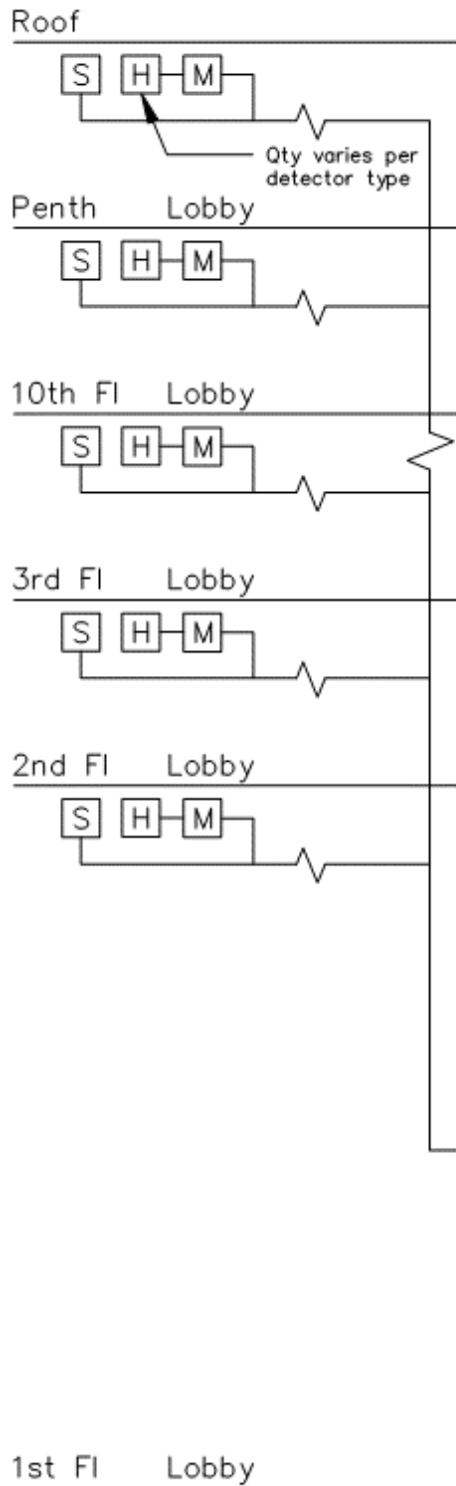 Roof
S H M
Qty varies per
detector type
Penth Lobby
S H M
10th Fl Lobby
S H M
3rd Fl Lobby
S H M
2nd Fl Lobby
S H M
1st Fl Lobby